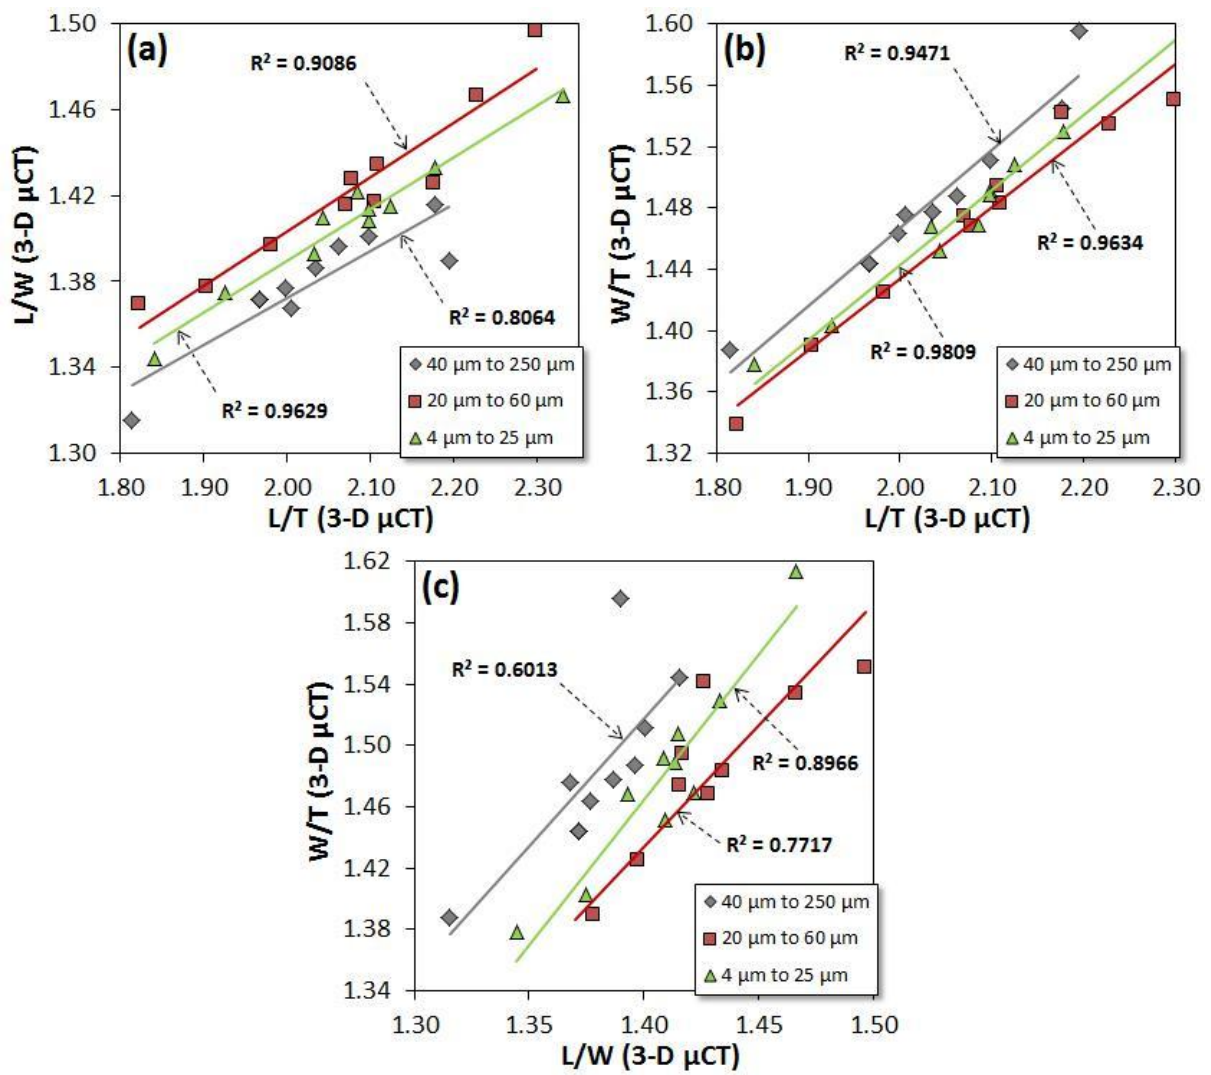 (a)
R² = 0.9086
R² = 0.8064
R² = 0.9629
40 µm to 250 µm
20 µm to 60 µm
4 µm to 25 µm
1.50
1.46
1.42
1.38
1.34
1.30
L/W (3-D µCT)
1.80 1.90 2.00 2.10 2.20 2.30
L/T (3-D µCT)
(b)
R² = 0.9471
R² = 0.9634
R² = 0.9809
40 µm to 250 µm
20 µm to 60 µm
4 µm to 25 µm
1.60
1.56
1.52
1.48
1.44
1.40
1.36
1.32
W/T (3-D µCT)
1.80 1.90 2.00 2.10 2.20 2.30
L/T (3-D µCT)
(c)
R² = 0.6013
R² = 0.8966
R² = 0.7717
40 µm to 250 µm
20 µm to 60 µm
4 µm to 25 µm
1.62
1.58
1.54
1.50
1.46
1.42
1.38
1.34
W/T (3-D µCT)
1.30 1.35 1.40 1.45 1.50
L/W (3-D µCT)